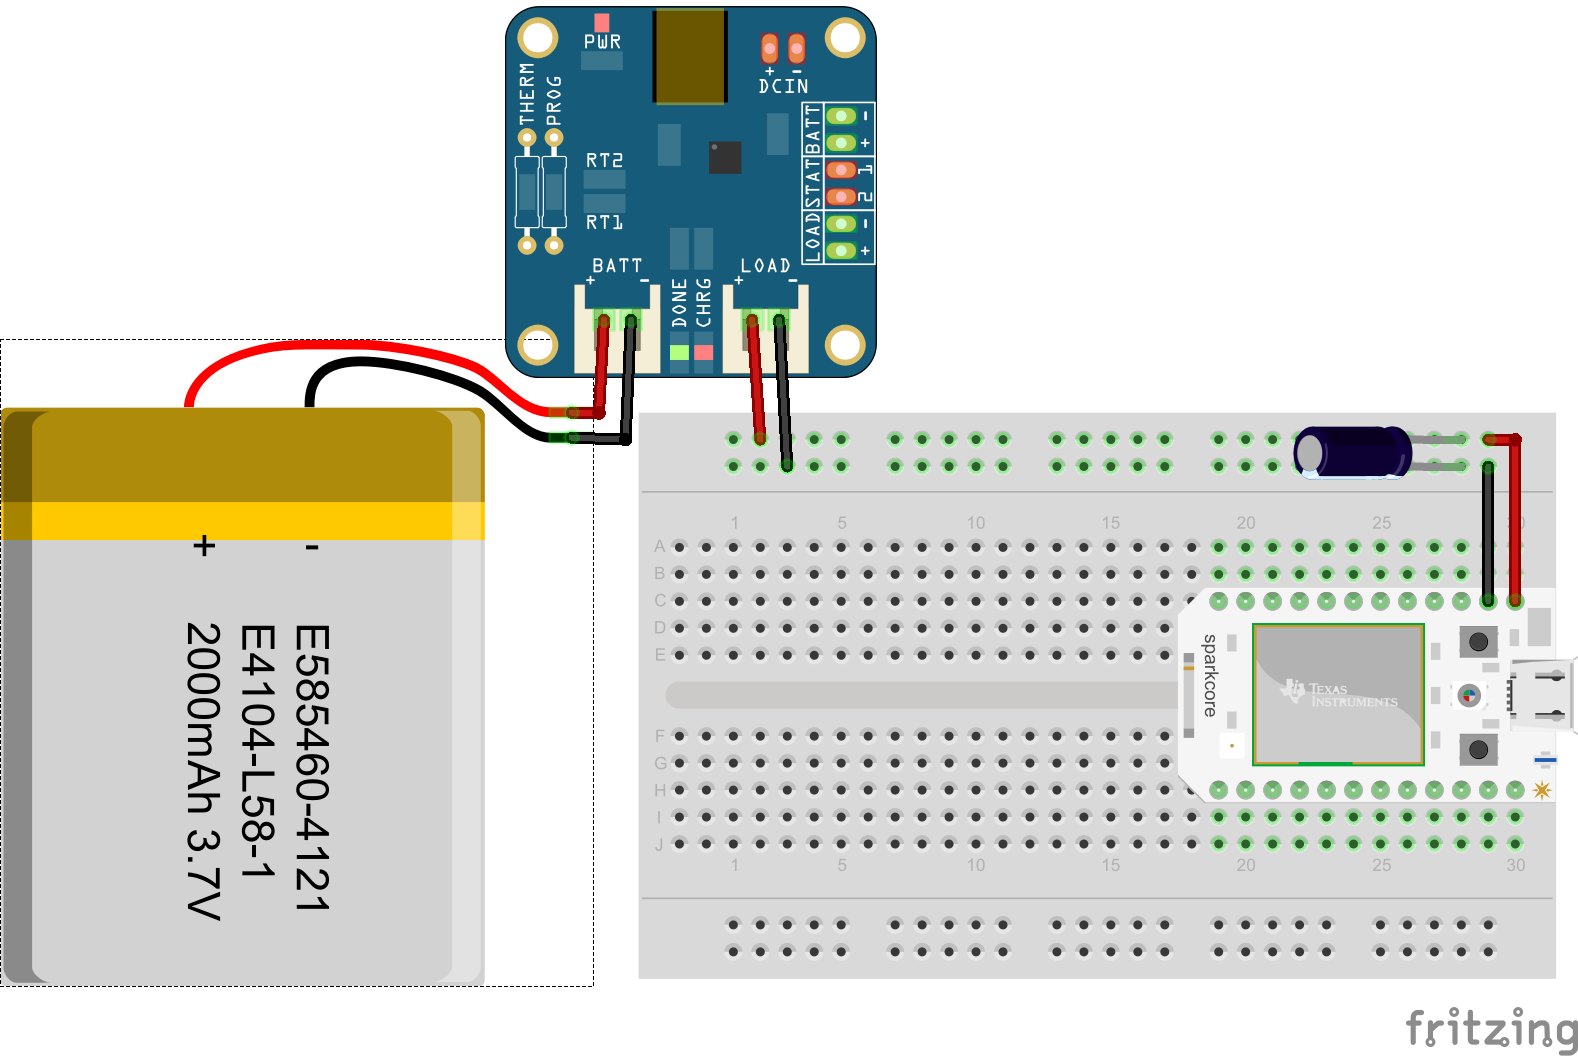 PWR
+ -
DCIN
THERM
PROG
BATT
- +
STAT
1 2
LOAD
- +
RT2
RT1
BATT
+ -
LOAD
+ -
DONE
CHRG
+ -
E585460-4121
E4104-L58-1
2000mAh 3.7V
1 5 10 15 20 25 30
A
B
C
D
E
sparkcore
TEXAS
INSTRUMENTS
F
G
H
I
J
1 5 10 15 20 25 30
fritzing